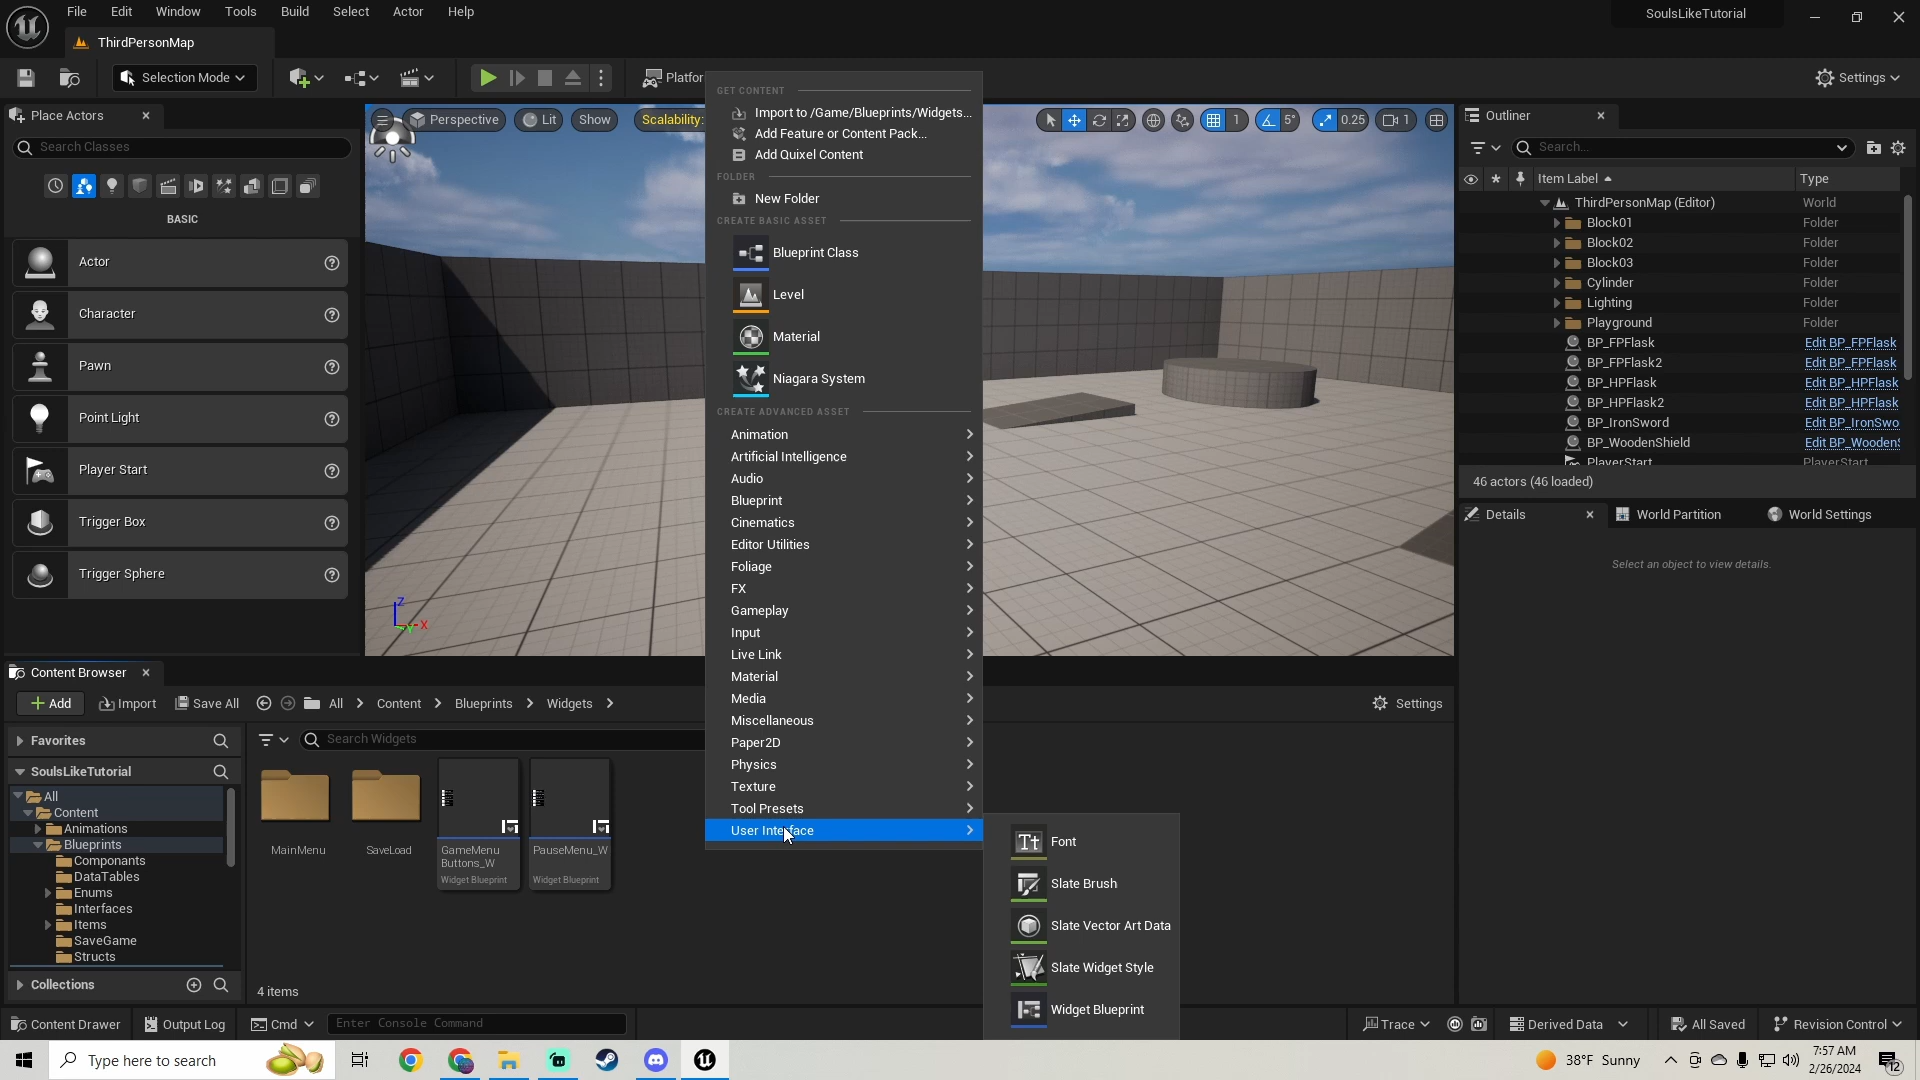 File Edit Window Tools Build Select Actor Help
SoulsLikeTutorial
ThirdPersonMap
Selection Mode
Platfor
Settings
Place Actors
Search Classes
BASIC
Actor
Character
Pawn
Point Light
Player Start
Trigger Box
Trigger Sphere
Perspective Lit Show Scalability:
1 5° 0.25 1
Z
X
Y
GET CONTENT
Import to /Game/Blueprints/Widgets...
Add Feature or Content Pack...
Add Quixel Content
FOLDER
New Folder
CREATE BASIC ASSET
Blueprint Class
Level
Material
Niagara System
CREATE ADVANCED ASSET
Animation
Artificial Intelligence
Audio
Blueprint
Cinematics
Editor Utilities
Foliage
FX
Gameplay
Input
Live Link
Material
Media
Miscellaneous
Paper2D
Physics
Texture
Tool Presets
User Interface
Tt Font
Slate Brush
Slate Vector Art Data
Slate Widget Style
Widget Blueprint
Outliner
Search...
Item Label Type
ThirdPersonMap (Editor) World
Block01 Folder
Block02 Folder
Block03 Folder
Cylinder Folder
Lighting Folder
Playground Folder
BP_FPFlask Edit BP_FPFlask
BP_FPFlask2 Edit BP_FPFlask
BP_HPFlask Edit BP_HPFlask
BP_HPFlask2 Edit BP_HPFlask
BP_IronSword Edit BP_IronSwo
BP_WoodenShield Edit BP_WoodenS
PlayerStart PlayerStart
46 actors (46 loaded)
Details World Partition World Settings
Select an object to view details.
Content Browser
Add Import Save All All Content Blueprints Widgets Settings
Favorites
SoulsLikeTutorial
All
Content
Animations
Blueprints
Componants
DataTables
Enums
Interfaces
Items
SaveGame
Structs
Collections
Search Widgets
MainMenu
SaveLoad
GameMenu
Buttons_W
Widget Blueprint
PauseMenu_W
Widget Blueprint
4 items
Content Drawer Output Log Cmd Enter Console Command
Trace Derived Data All Saved Revision Control
Type here to search
38°F Sunny
7:57 AM
2/26/2024
12